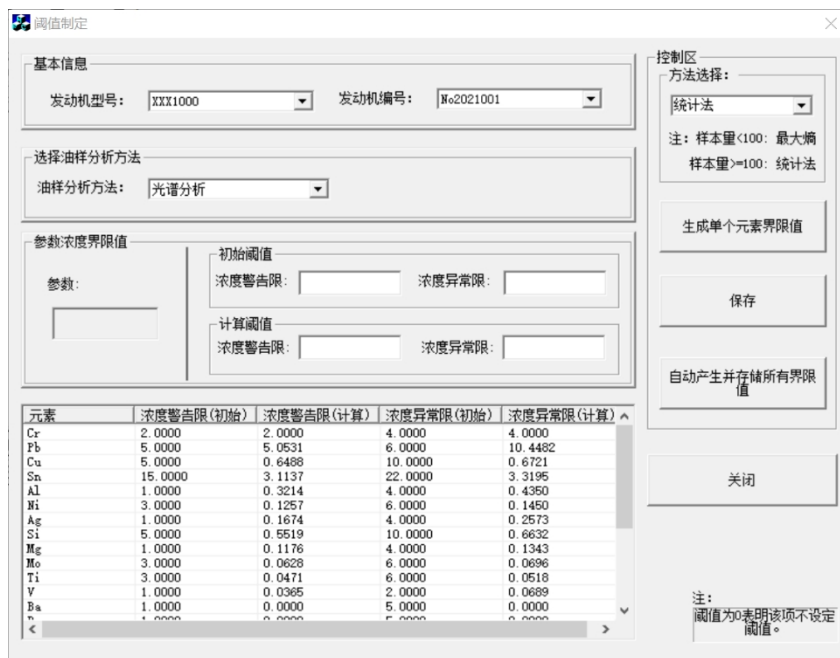 阈值制定
基本信息
发动机型号： XXX1000 发动机编号： No2021001
选择油样分析方法
油样分析方法： 光谱分析
参数浓度界限值
参数：
初始阈值
浓度警告限： 浓度异常限：
计算阈值
浓度警告限： 浓度异常限：
元素 浓度警告限(初始) 浓度警告限(计算) 浓度异常限(初始) 浓度异常限(计算)
Cr 2.0000 2.0000 4.0000 4.0000
Pb 5.0000 5.0531 6.0000 10.4482
Cu 5.0000 0.6488 10.0000 0.6721
Sn 15.0000 3.1137 22.0000 3.3195
Al 1.0000 0.3214 4.0000 0.4350
Ni 3.0000 0.1257 6.0000 0.1450
Ag 1.0000 0.1674 4.0000 0.2573
Si 5.0000 0.5519 10.0000 0.6632
Mg 1.0000 0.1176 4.0000 0.1343
Mo 3.0000 0.0628 6.0000 0.0696
Ti 3.0000 0.0471 6.0000 0.0518
V 1.0000 0.0365 2.0000 0.0689
Ba 1.0000 0.0000 5.0000 0.0000
控制区
方法选择：
统计法
注：样本量<100：最大熵
样本量>=100：统计法
生成单个元素界限值
保存
自动产生并存储所有界限
值
关闭
注：
阈值为0表明该项不设定
阈值。